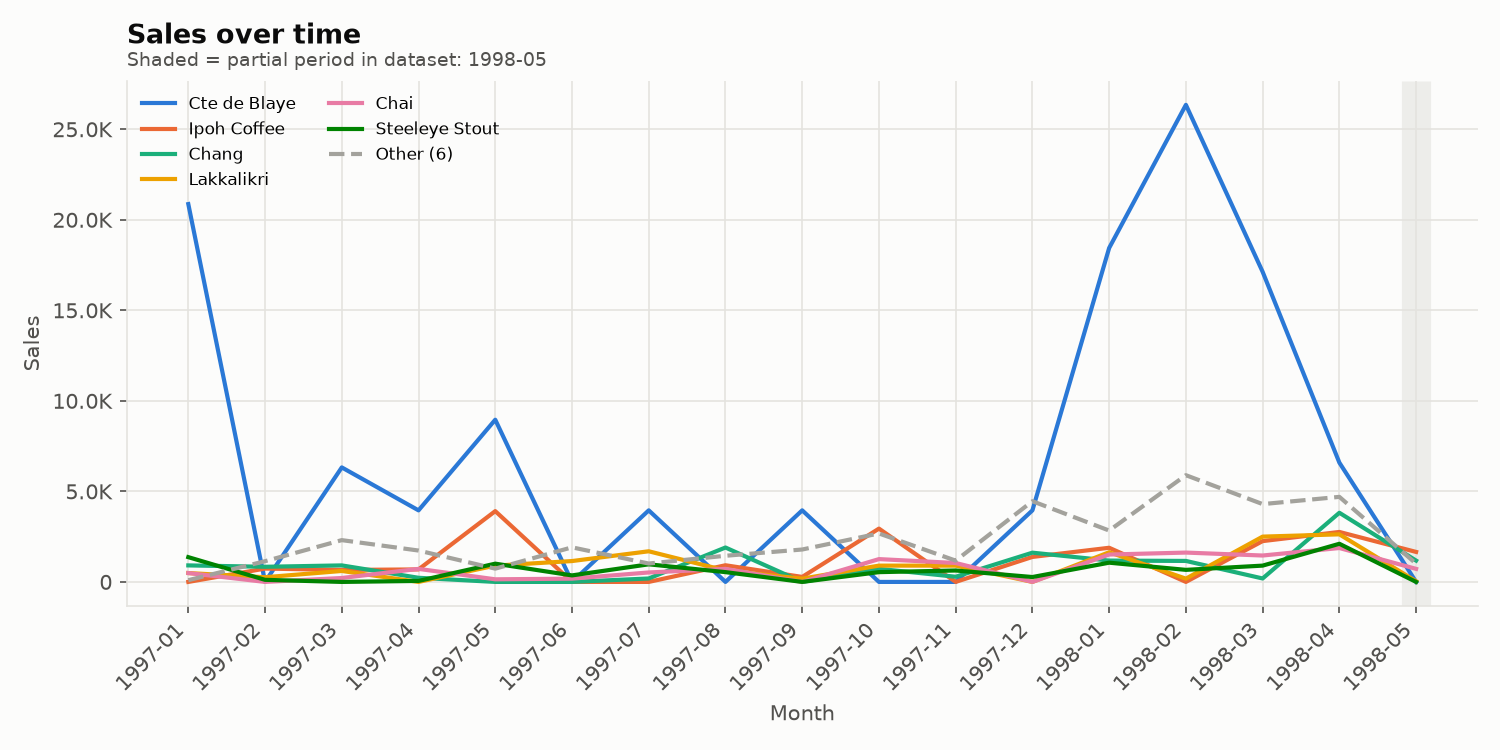 Sales over time
Shaded = partial period in dataset: 1998-05
Cte de Blaye
Ipoh Coffee
Chang
Lakkalikri
Chai
Steeleye Stout
Other (6)
25.0K
20.0K
15.0K
10.0K
5.0K
0
Sales
1997-01
1997-02
1997-03
1997-04
1997-05
1997-06
1997-07
1997-08
1997-09
1997-10
1997-11
1997-12
1998-01
1998-02
1998-03
1998-04
1998-05
Month